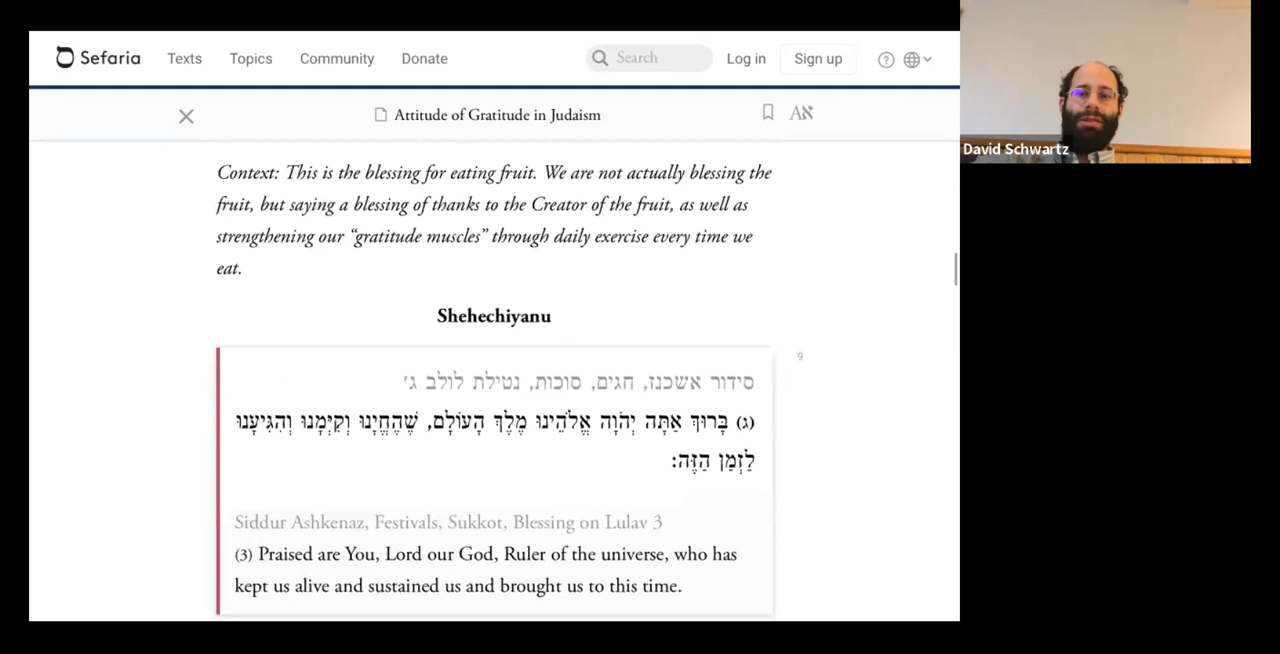 Sefaria Texts Topics Community Donate Search Log in Sign up
Attitude of Gratitude in Judaism Aא
David Schwartz
Context: This is the blessing for eating fruit. We are not actually blessing the
fruit, but saying a blessing of thanks to the Creator of the fruit, as well as
strengthening our “gratitude muscles” through daily exercise every time we
eat.
Shehechiyanu
9
סידור אשכנז, חגים, סוכות, נטילת לולב ג׳
(ג) בָּרוּךְ אַתָּה יְהֹוָה אֱלֹהֵינוּ מֶלֶךְ הָעוֹלָם, שֶׁהֶחֱיָנוּ וְקִיְּמָנוּ וְהִגִּיעָנוּ
לַזְּמַן הַזֶּה:
Siddur Ashkenaz, Festivals, Sukkot, Blessing on Lulav 3
(3) Praised are You, Lord our God, Ruler of the universe, who has
kept us alive and sustained us and brought us to this time.